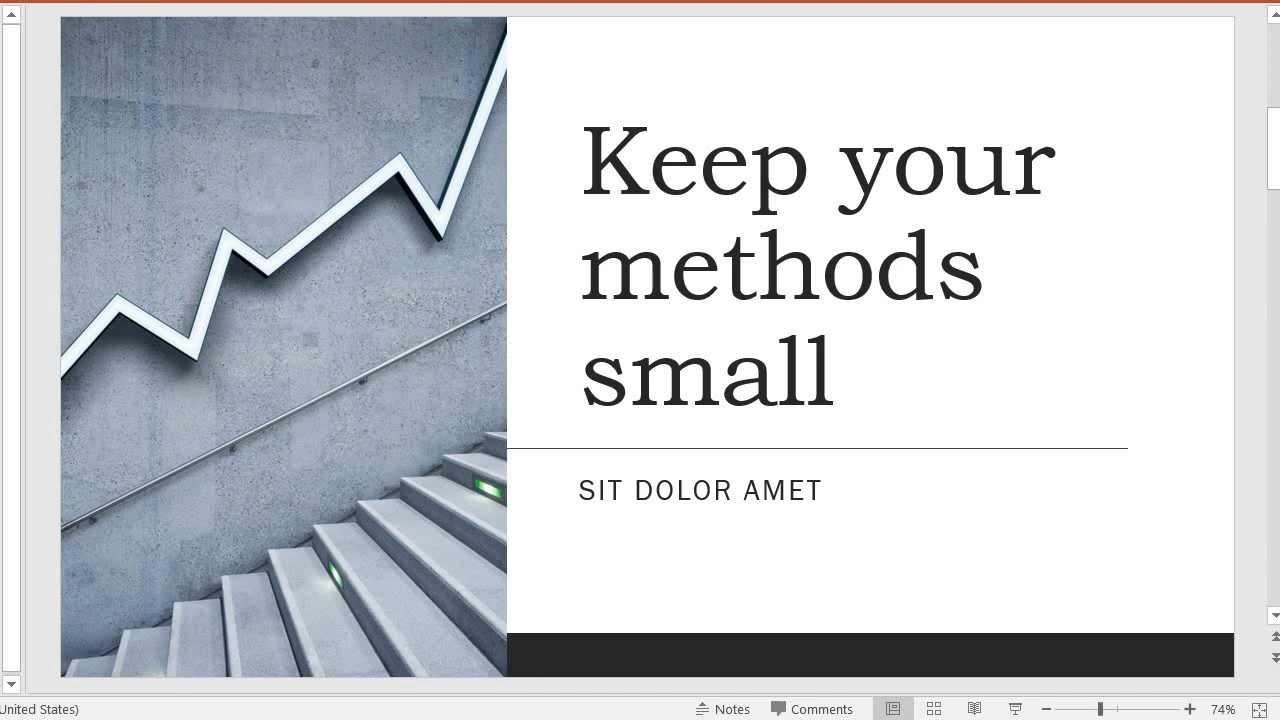 Keep your
methods
small
SIT DOLOR AMET
United States)
Notes
Comments
74%